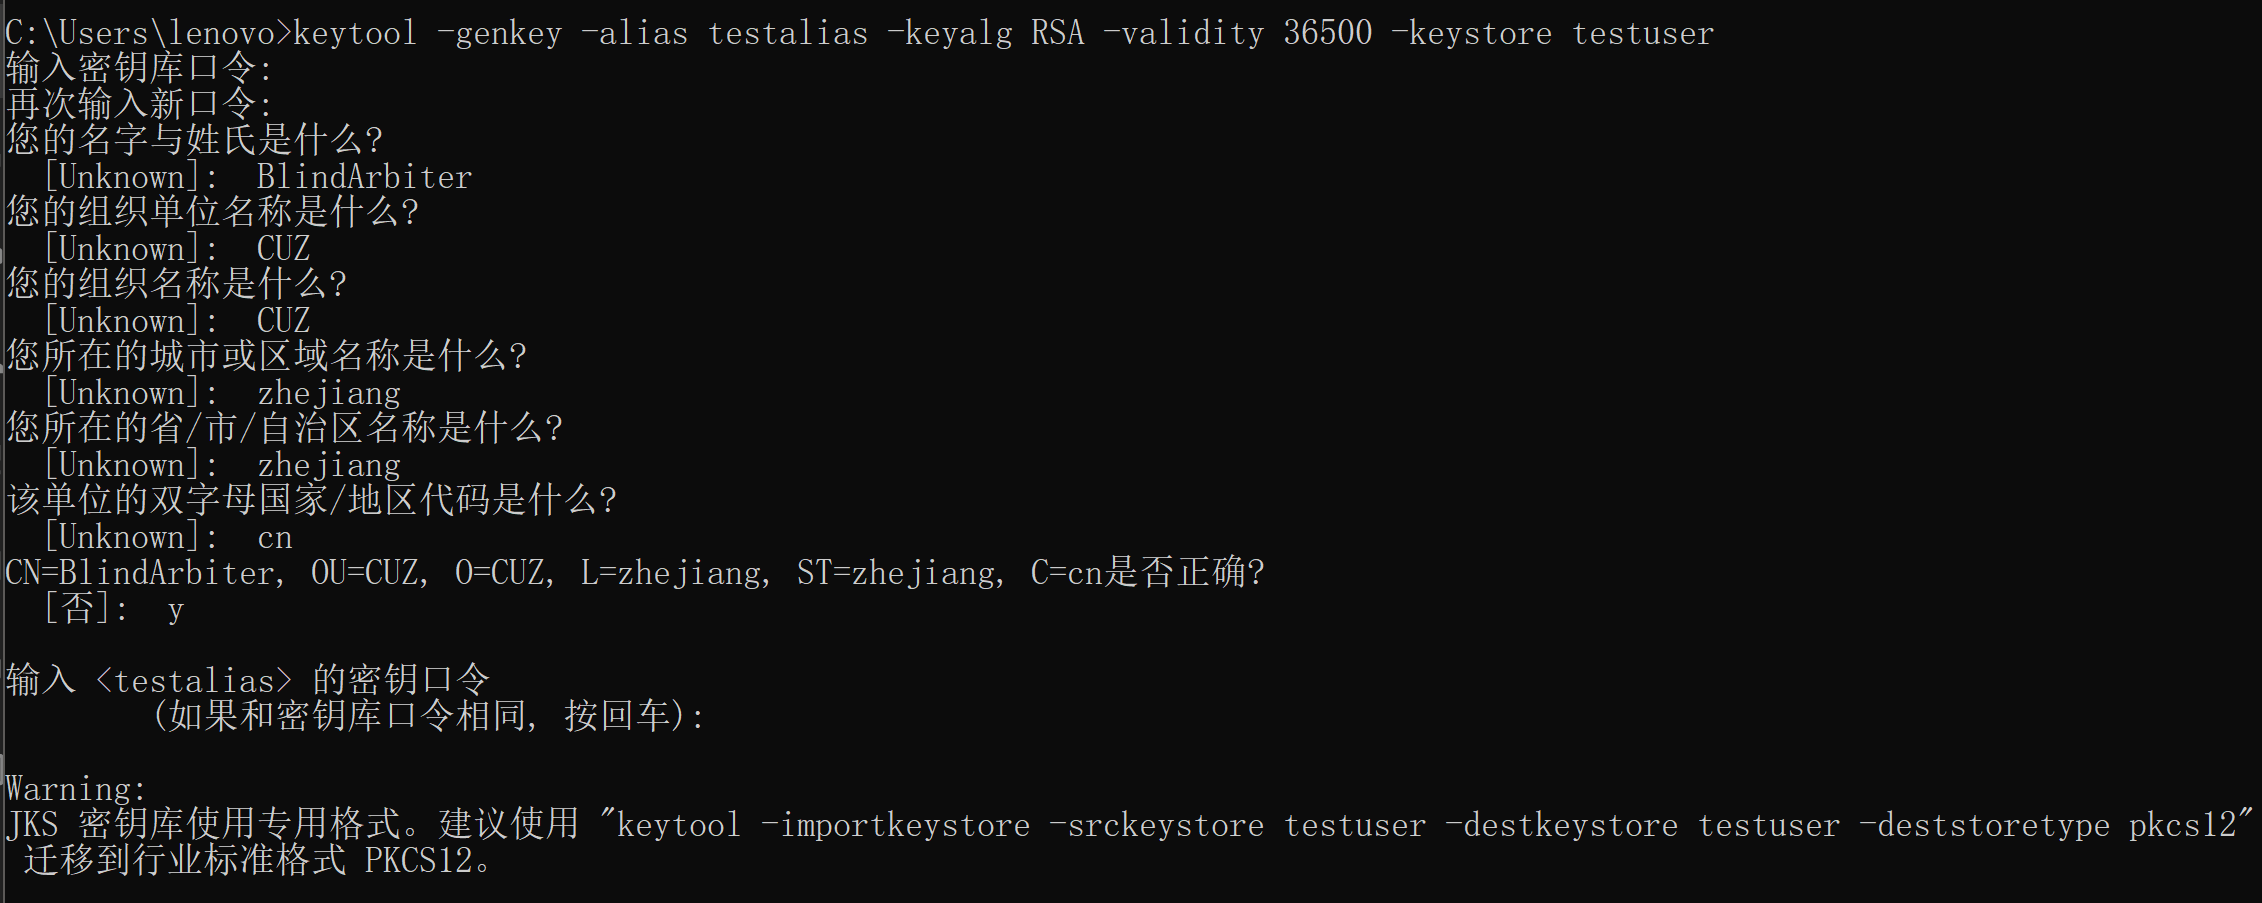 C:\Users\lenovo>keytool -genkey -alias testalias -keyalg RSA -validity 36500 -keystore testuser
输入密钥库口令:
再次输入新口令:
您的名字与姓氏是什么?
  [Unknown]:  BlindArbiter
您的组织单位名称是什么?
  [Unknown]:  CUZ
您的组织名称是什么?
  [Unknown]:  CUZ
您所在的城市或区域名称是什么?
  [Unknown]:  zhejiang
您所在的省/市/自治区名称是什么?
  [Unknown]:  zhejiang
该单位的双字母国家/地区代码是什么?
  [Unknown]:  cn
CN=BlindArbiter, OU=CUZ, O=CUZ, L=zhejiang, ST=zhejiang, C=cn是否正确?
  [否]:  y
输入 <testalias> 的密钥口令
        (如果和密钥库口令相同, 按回车):
Warning:
JKS 密钥库使用专用格式。建议使用 "keytool -importkeystore -srckeystore testuser -destkeystore testuser -deststoretype pkcs12"
 迁移到行业标准格式 PKCS12。